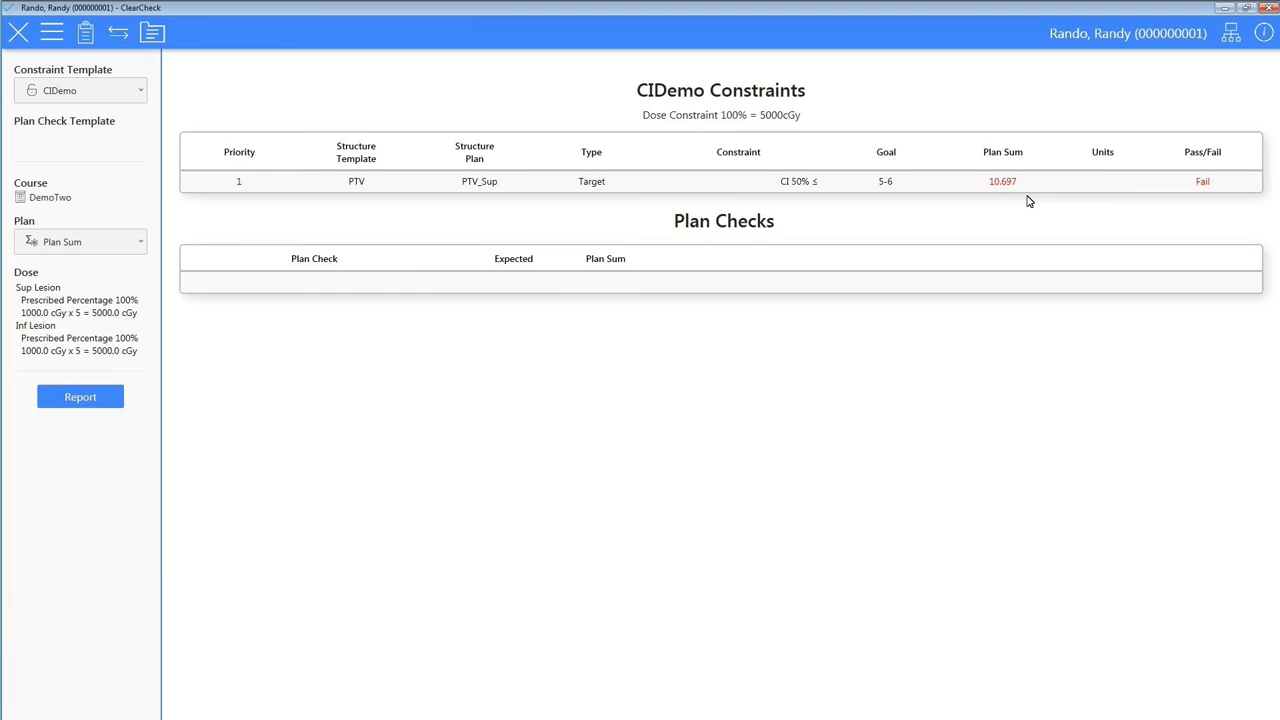 Rando, Randy (000000001) - ClearCheck
Rando, Randy (000000001)
Constraint Template
CIDemo
Plan Check Template
Course
DemoTwo
Plan
Plan Sum
Dose
Sup Lesion
Prescribed Percentage 100%
1000.0 cGy x 5 = 5000.0 cGy
Inf Lesion
Prescribed Percentage 100%
1000.0 cGy x 5 = 5000.0 cGy
Report
CIDemo Constraints
Dose Constraint 100% = 5000cGy
Priority Structure Template Structure Plan Type Constraint Goal Plan Sum Units Pass/Fail
1 PTV PTV_Sup Target CI 50% ≤ 5-6 10.697 Fail
Plan Checks
Plan Check Expected Plan Sum